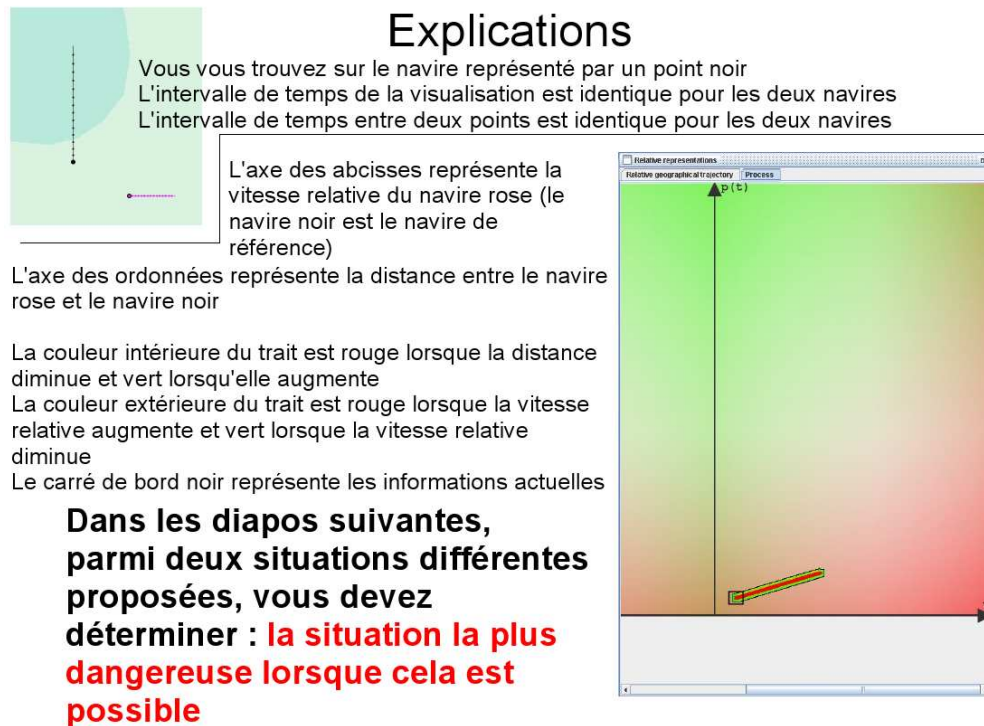 Explications
Vous vous trouvez sur le navire représenté par un point noir
L'intervalle de temps de la visualisation est identique pour les deux navires
L'intervalle de temps entre deux points est identique pour les deux navires
L'axe des abcisses représente la
vitesse relative du navire rose (le
navire noir est le navire de
référence)
L'axe des ordonnées représente la distance entre le navire
rose et le navire noir
La couleur intérieure du trait est rouge lorsque la distance
diminue et vert lorsqu'elle augmente
La couleur extérieure du trait est rouge lorsque la vitesse
relative augmente et vert lorsque la vitesse relative
diminue
Le carré de bord noir représente les informations actuelles
Dans les diapos suivantes,
parmi deux situations différentes
proposées, vous devez
déterminer : la situation la plus
dangereuse lorsque cela est
possible
Relative representations
Relative geographical trajectory Process
p(t)